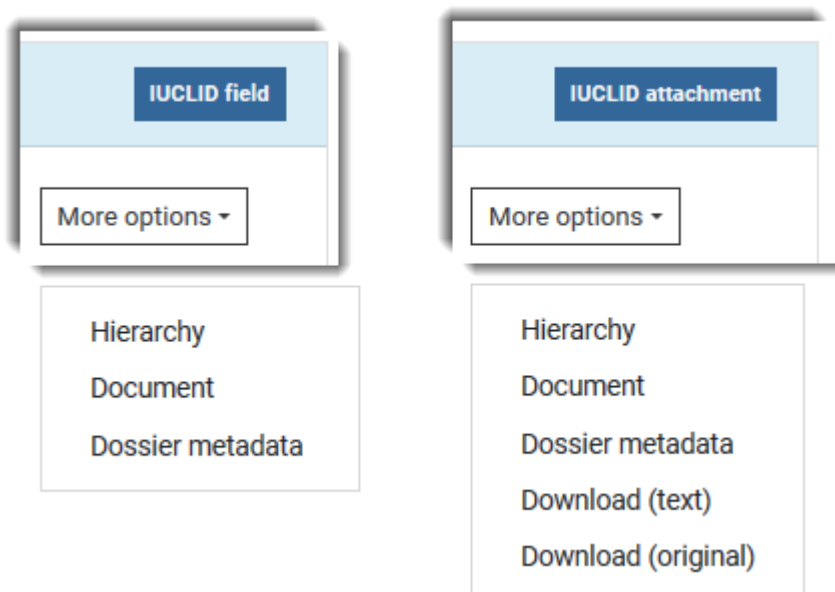 IUCLID field
More options
Hierarchy
Document
Dossier metadata
IUCLID attachment
More options
Hierarchy
Document
Dossier metadata
Download (text)
Download (original)